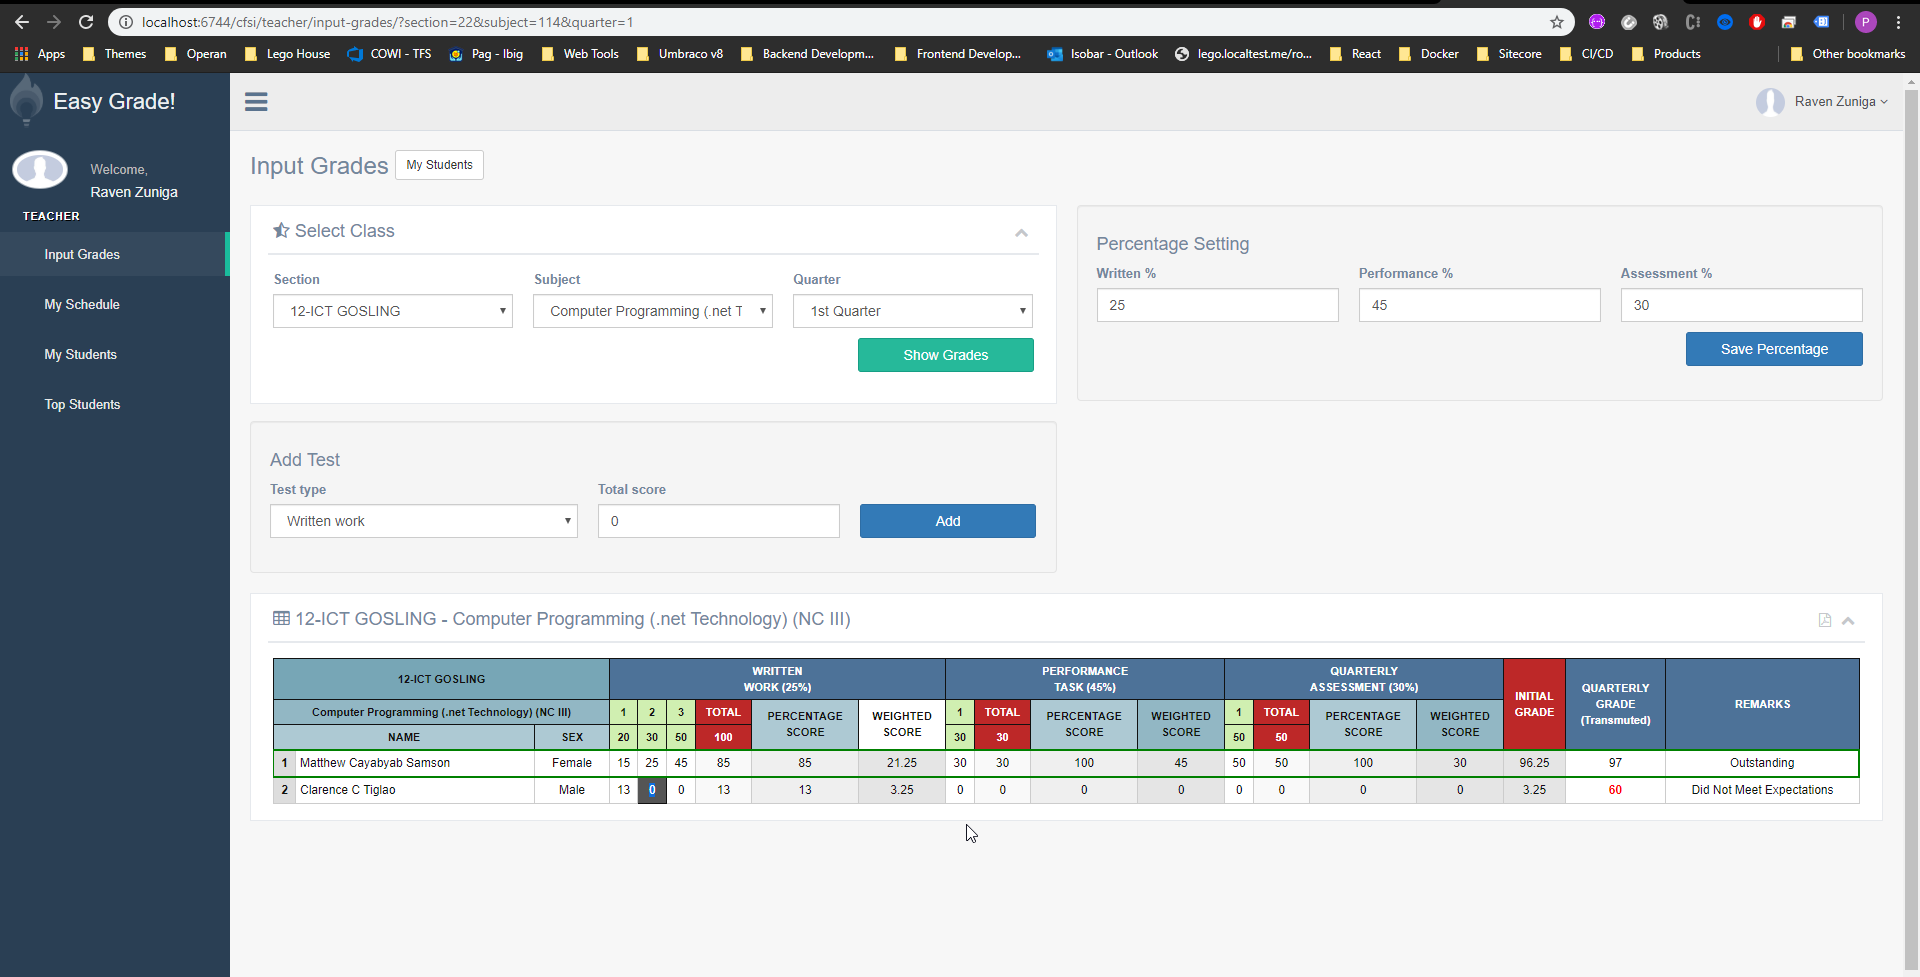 localhost:6744/cfsi/teacher/input-grades/?section=22&subject=114&quarter=1
P
Apps Themes Operan Lego House COWI - TFS Pag - Ibig Web Tools Umbraco v8 Backend Developm... Frontend Develop... Isobar - Outlook lego.localtest.me/ro... React Docker Sitecore CI/CD Products Other bookmarks
Easy Grade!
Raven Zuniga
Welcome,
Raven Zuniga
TEACHER
Input Grades
My Schedule
My Students
Top Students
Input Grades My Students
Select Class
Section Subject Quarter
12-ICT GOSLING Computer Programming (.net T 1st Quarter
Show Grades
Percentage Setting
Written % Performance % Assessment %
25 45 30
Save Percentage
Add Test
Test type Total score
Written work 0 Add
12-ICT GOSLING - Computer Programming (.net Technology) (NC III)
12-ICT GOSLING WRITTEN WORK (25%) PERFORMANCE TASK (45%) QUARTERLY ASSESSMENT (30%) INITIAL GRADE QUARTERLY GRADE (Transmuted) REMARKS
Computer Programming (.net Technology) (NC III) 1 2 3 TOTAL PERCENTAGE SCORE WEIGHTED SCORE 1 TOTAL PERCENTAGE SCORE WEIGHTED SCORE 1 TOTAL PERCENTAGE SCORE WEIGHTED SCORE
NAME SEX 20 30 50 100 30 30 50 50
1 Matthew Cayabyab Samson Female 15 25 45 85 85 21.25 30 30 100 45 50 50 100 30 96.25 97 Outstanding
2 Clarence C Tiglao Male 13 0 0 13 13 3.25 0 0 0 0 0 0 0 0 3.25 60 Did Not Meet Expectations